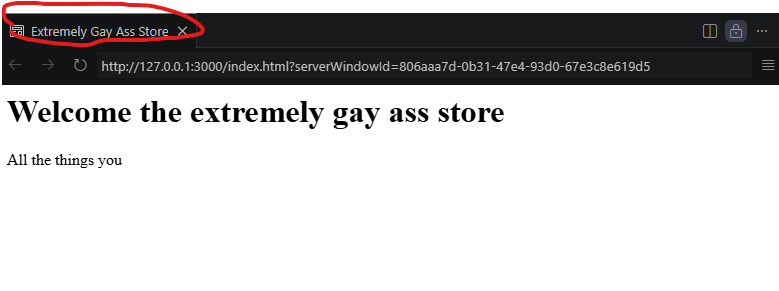 Extremely Gay Ass Store
http://127.0.0.1:3000/index.html?serverWindowId=806aaa7d-0b31-47e4-93d0-67e3c8e619d5
Welcome the extremely gay ass store
All the things you